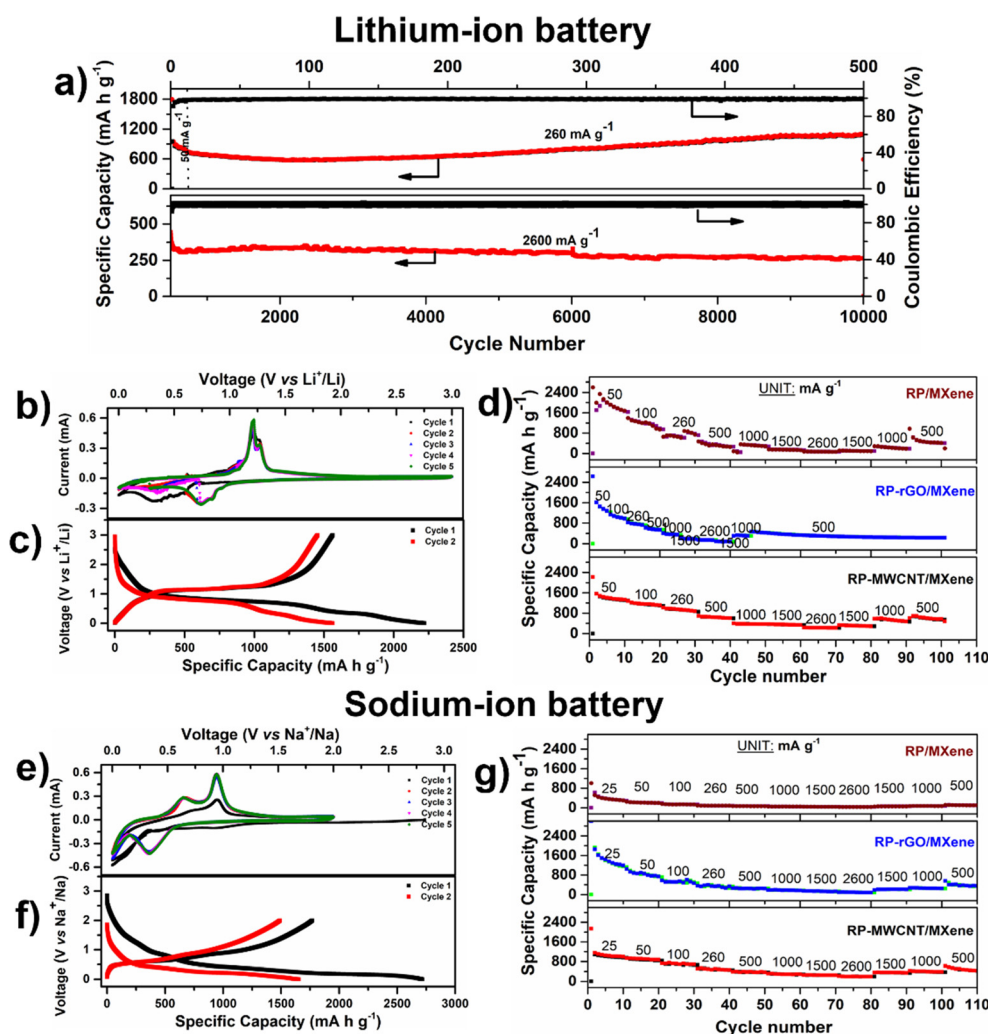 Lithium-ion battery
a)
0 100 200 300 400 500
Specific Capacity (mA h g⁻¹)
1800
1200
600
0
50 mA g⁻¹
260 mA g⁻¹
80
40
0
Coulombic Efficiency (%)
500
250
0
2600 mA g⁻¹
80
40
0
2000 4000 6000 8000 10000
Cycle Number
b)
Voltage (V vs Li⁺/Li)
0.0 0.5 1.0 1.5 2.0 2.5 3.0
Current (mA)
0.6
0.3
0.0
-0.3
Cycle 1
Cycle 2
Cycle 3
Cycle 4
Cycle 5
c)
Voltage (V vs Li⁺/Li)
3
2
1
0
Cycle 1
Cycle 2
0 500 1000 1500 2000 2500
Specific Capacity (mA h g⁻¹)
d)
Specific Capacity (mA h g⁻¹)
UNIT: mA g⁻¹
RP/MXene
2400
1600
800
0
50 100 260 500 1000 1500 2600 1500 1000 500
RP-rGO/MXene
2400
1600
800
0
50 100 260 500 1000 1500 2600 1500 1000 500
RP-MWCNT/MXene
2400
1600
800
0
50 100 260 500 1000 1500 2600 1500 1000 500
0 10 20 30 40 50 60 70 80 90 100 110
Cycle number
Sodium-ion battery
e)
Voltage (V vs Na⁺/Na)
0.0 0.5 1.0 1.5 2.0 2.5 3.0
Current (mA)
0.6
0.3
0.0
-0.3
-0.6
Cycle 1
Cycle 2
Cycle 3
Cycle 4
Cycle 5
f)
Voltage (V vs Na⁺/Na)
3
2
1
0
Cycle 1
Cycle 2
0 500 1000 1500 2000 2500 3000
Specific Capacity (mA h g⁻¹)
g)
Specific Capacity (mA h g⁻¹)
UNIT: mA g⁻¹
RP/MXene
2400
1600
800
0
25 50 100 260 500 1000 1500 2600 1500 1000 500
RP-rGO/MXene
2400
1600
800
0
25 50 100 260 500 1000 1500 2600 1500 1000 500
RP-MWCNT/MXene
2400
1600
800
0
25 50 100 260 500 1000 1500 2600 1500 1000 500
0 10 20 30 40 50 60 70 80 90 100 110
Cycle number